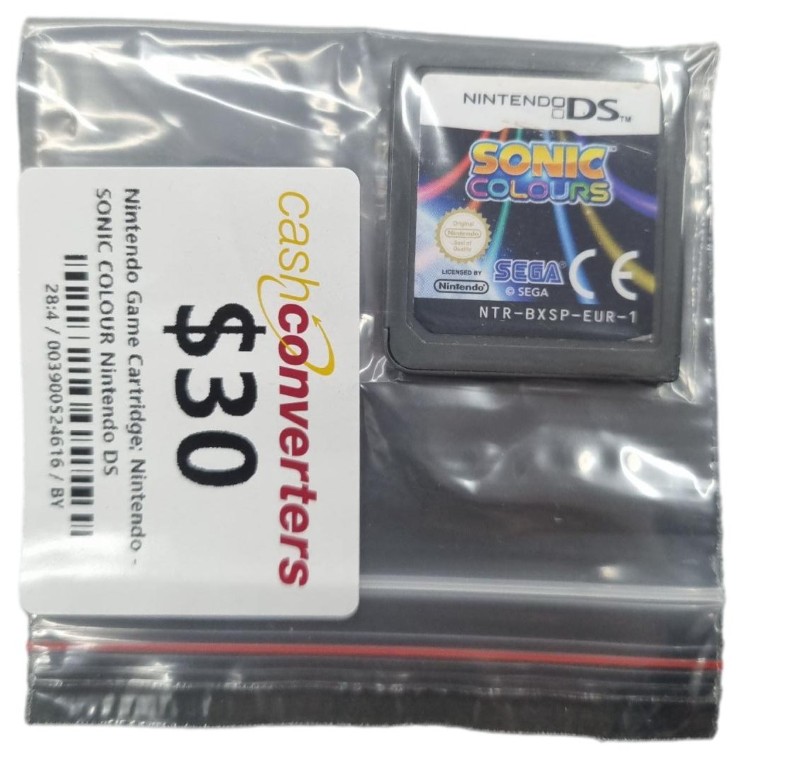 NINTENDO DS TM
SONIC
COLOURS
Original
Nintendo
Seal of
Quality
LICENSED BY
Nintendo
SEGA®
© SEGA
CE
NTR-BXSP-EUR-1
cash converters
$30
Nintendo Game Cartridge; Nintendo -
SONIC COLOUR Nintendo DS
28:4 / 003900524616 / BY